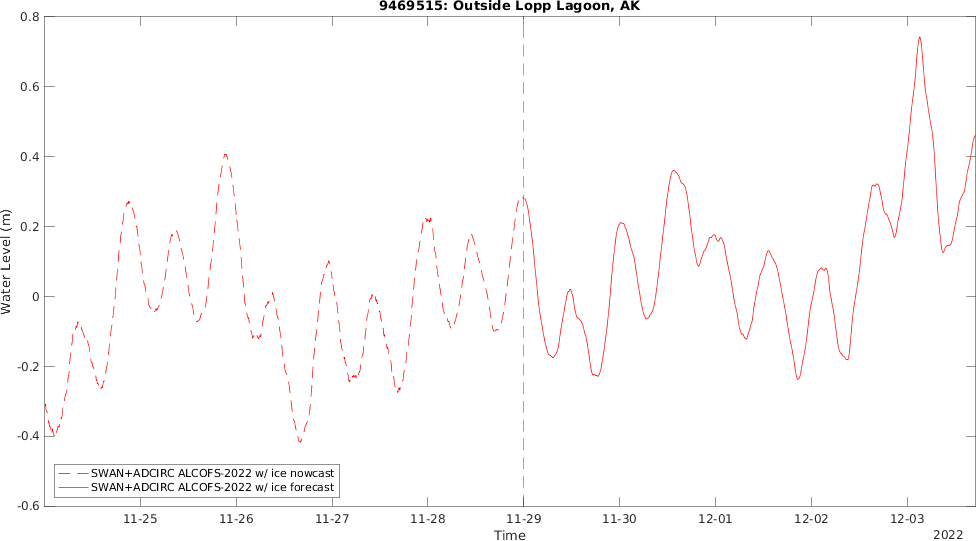 9469515: Outside Lopp Lagoon, AK
Water Level (m)
0.8
0.6
0.4
0.2
0
-0.2
-0.4
-0.6
SWAN+ADCIRC ALCOFS-2022 w/ ice nowcast
SWAN+ADCIRC ALCOFS-2022 w/ ice forecast
11-25 11-26 11-27 11-28 11-29 11-30 12-01 12-02 12-03
Time
2022